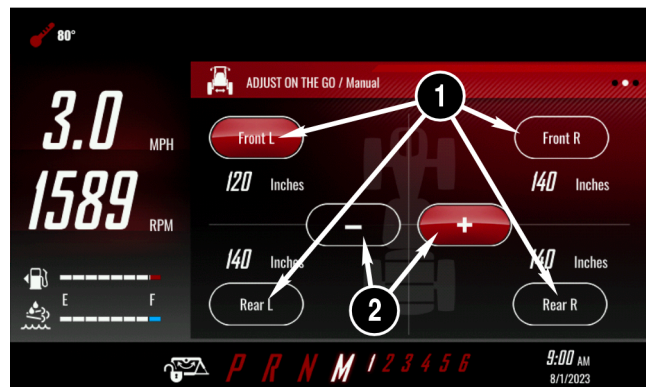 80°
ADJUST ON THE GO / Manual
1
3.0 MPH
Front L
Front R
120 Inches
140 Inches
1589 RPM
−
+
140 Inches
140 Inches
E F
Rear L
2
Rear R
P R N M 1 2 3 4 5 6
9:00 AM
8/1/2023